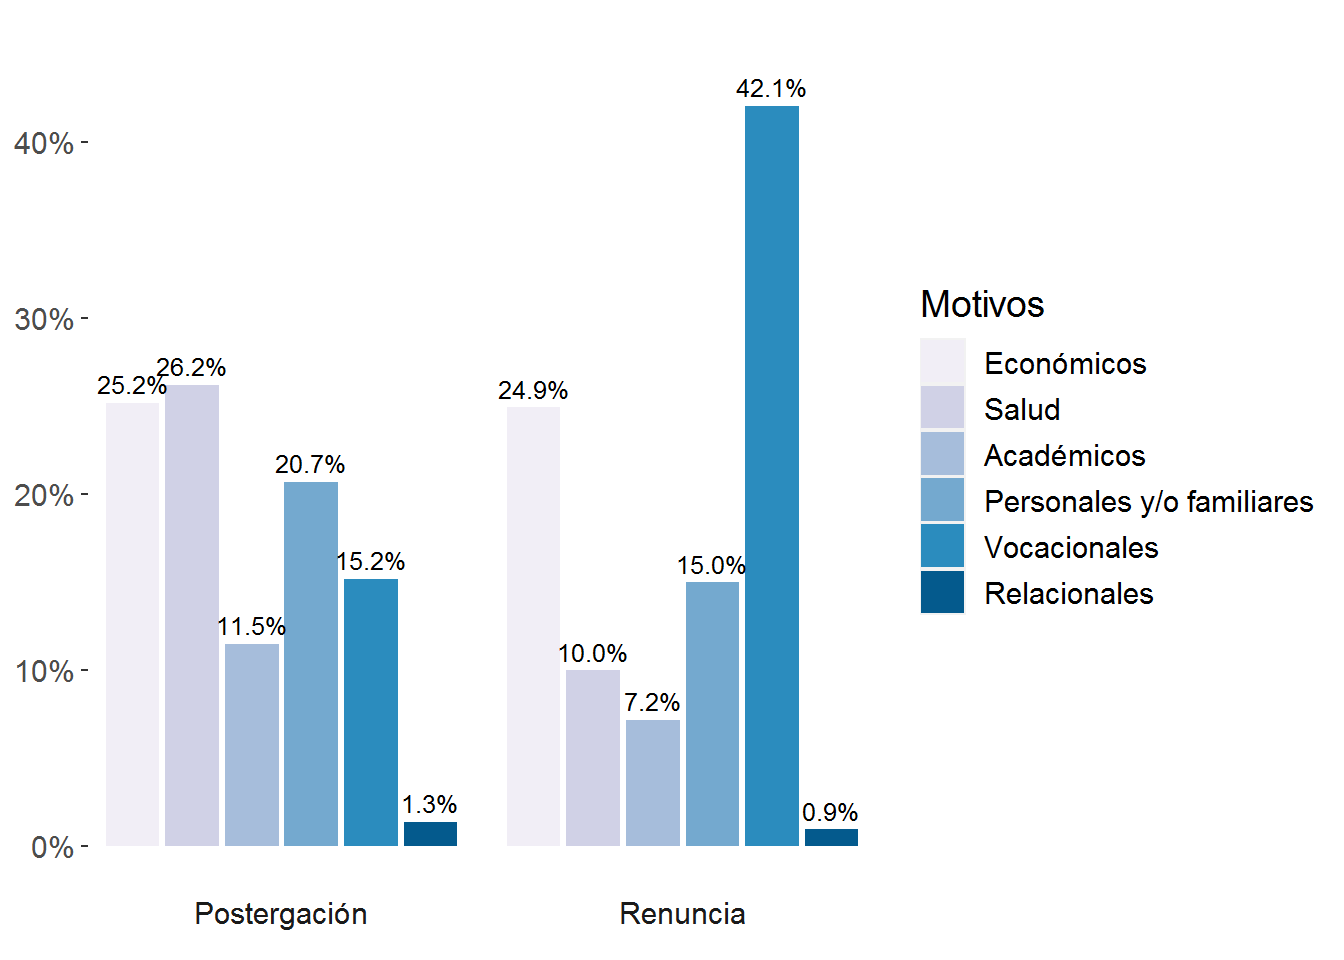 42.1%
40%
30%
26.2%
25.2%
24.9%
20.7%
20%
15.2%
15.0%
11.5%
10.0%
10%
7.2%
1.3%
0.9%
0%
Postergación
Renuncia
Motivos
Económicos
Salud
Académicos
Personales y/o familiares
Vocacionales
Relacionales